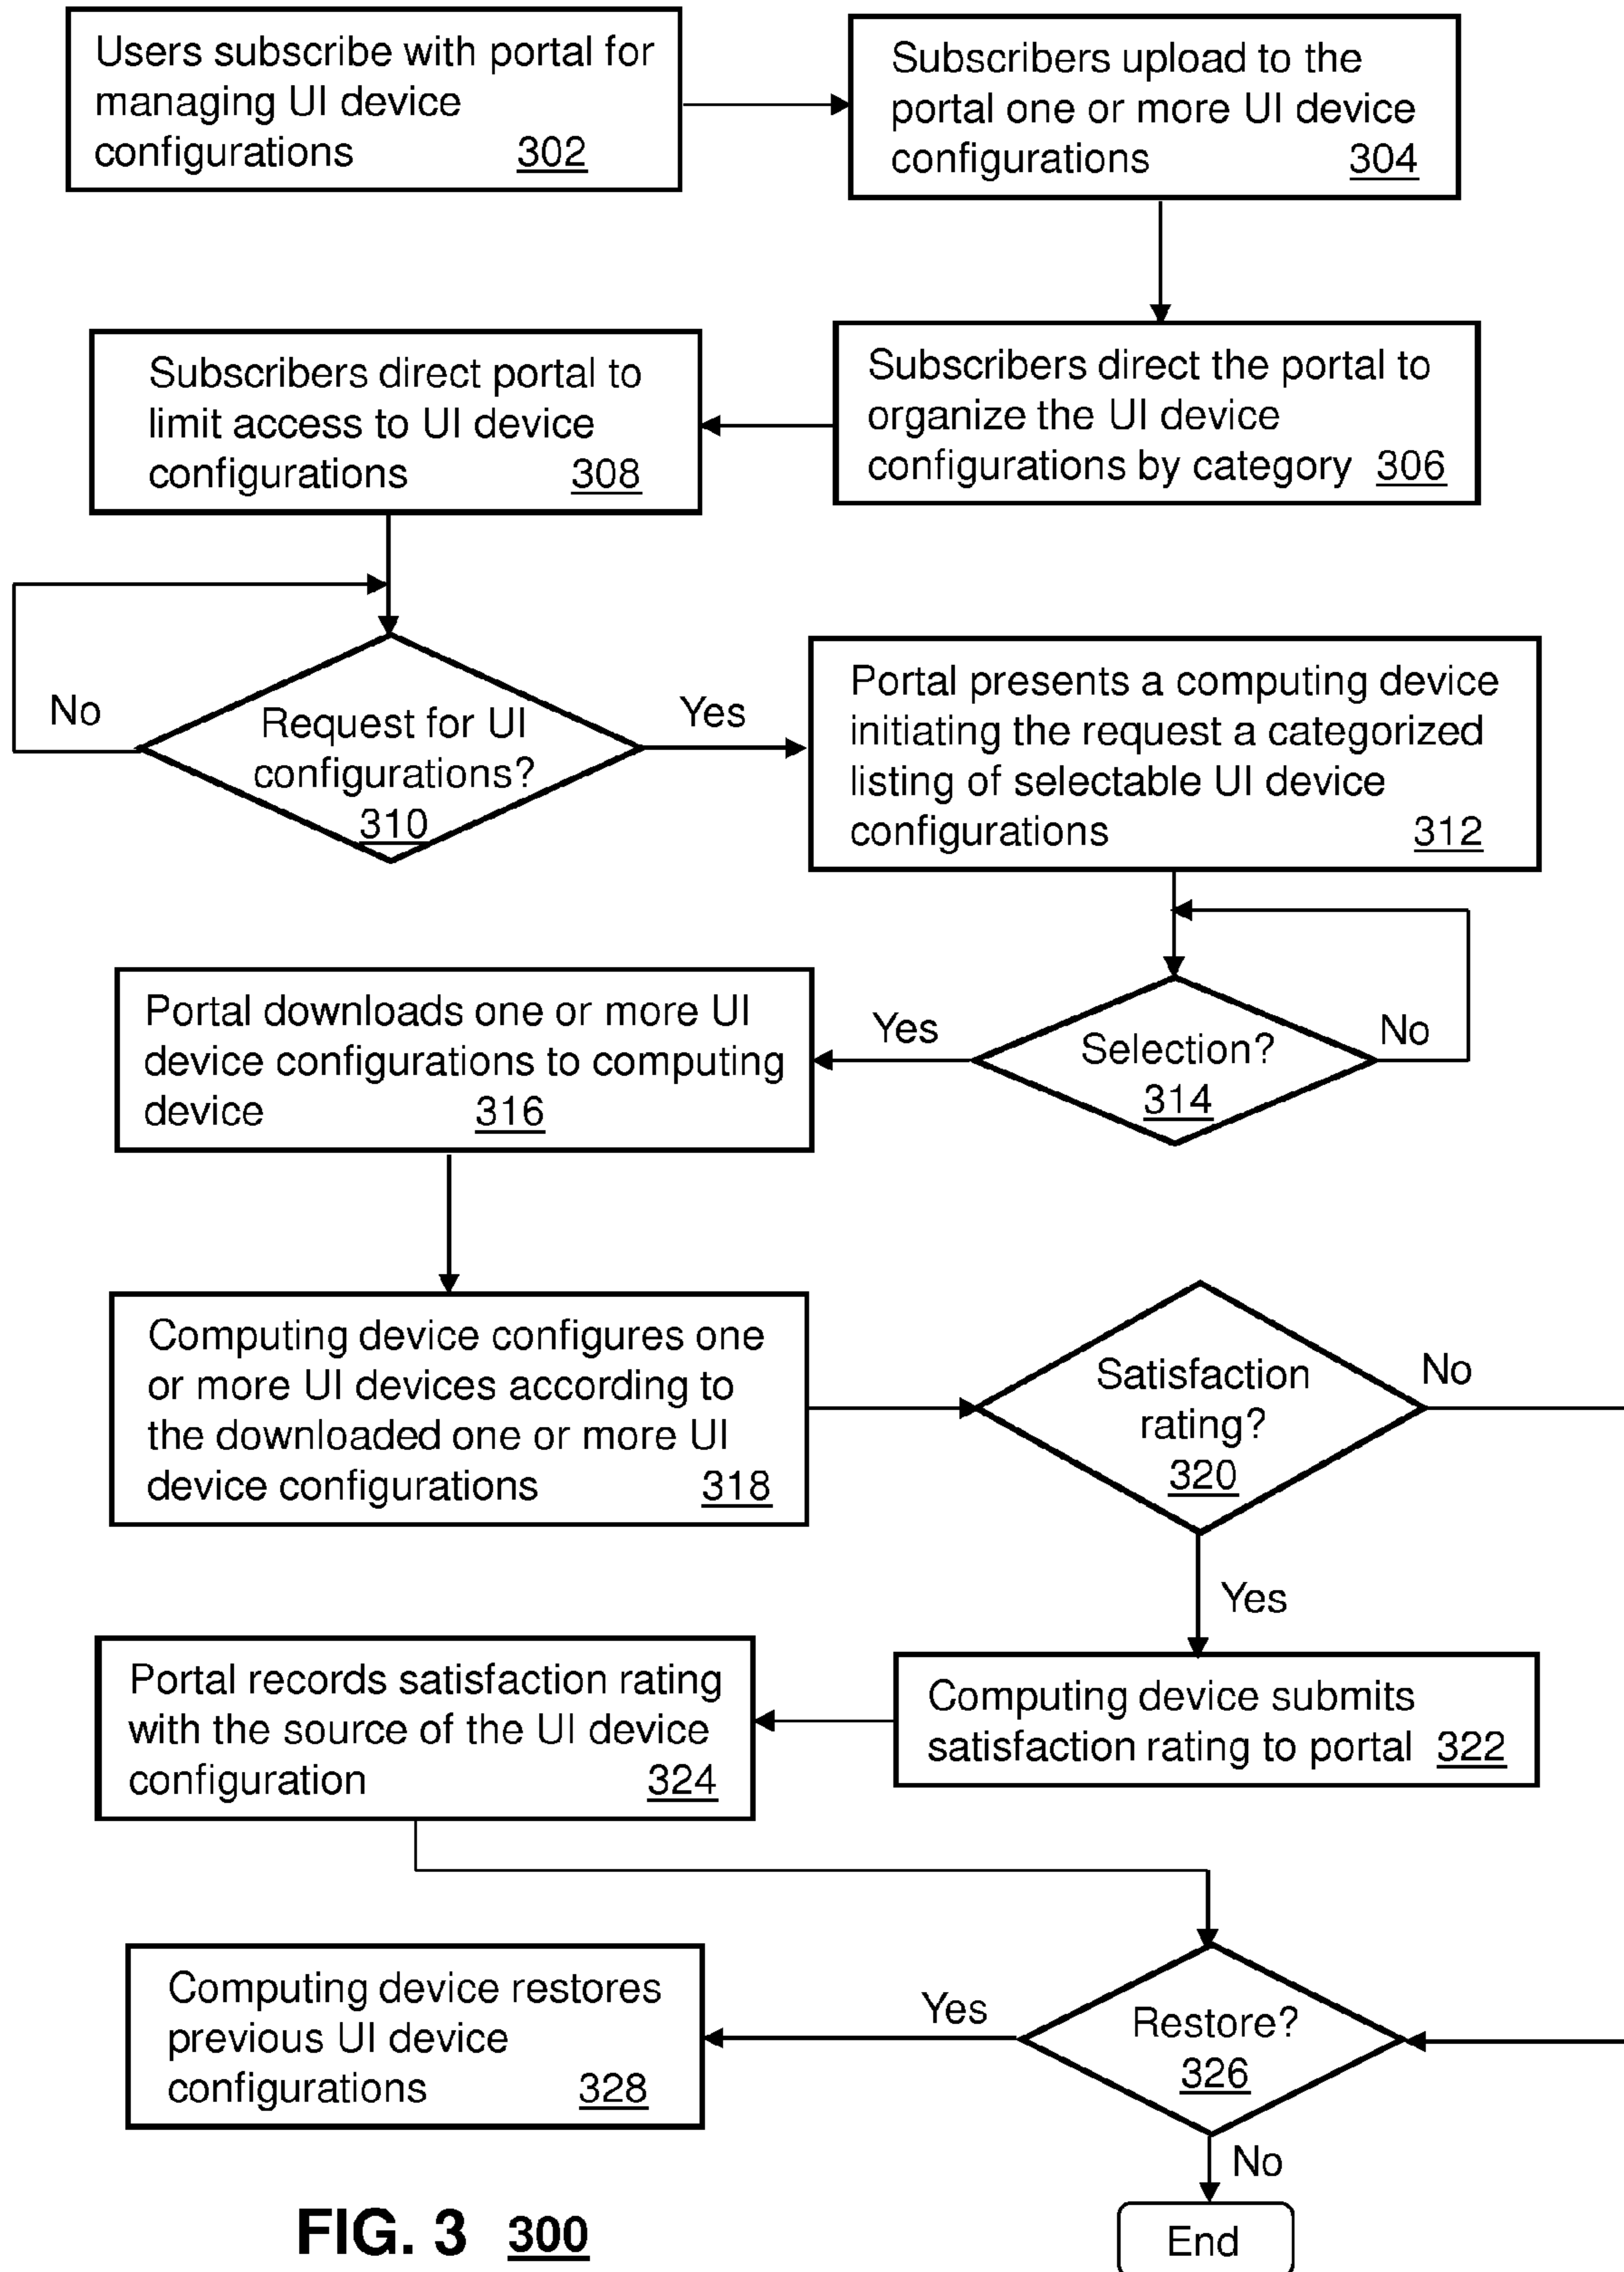 Users subscribe with portal for
managing UI device
configurations 302
Subscribers upload to the
portal one or more UI device
configurations 304
Subscribers direct the portal to
organize the UI device
configurations by category 306
Subscribers direct portal to
limit access to UI device
configurations 308
Request for UI
configurations?
310
No
Yes
Portal presents a computing device
initiating the request a categorized
listing of selectable UI device
configurations 312
Selection?
314
No
Yes
Portal downloads one or more UI
device configurations to computing
device 316
Computing device configures one
or more UI devices according to
the downloaded one or more UI
device configurations 318
Satisfaction
rating?
320
No
Yes
Computing device submits
satisfaction rating to portal 322
Portal records satisfaction rating
with the source of the UI device
configuration 324
Restore?
326
Yes
Computing device restores
previous UI device
configurations 328
No
End
FIG. 3 300